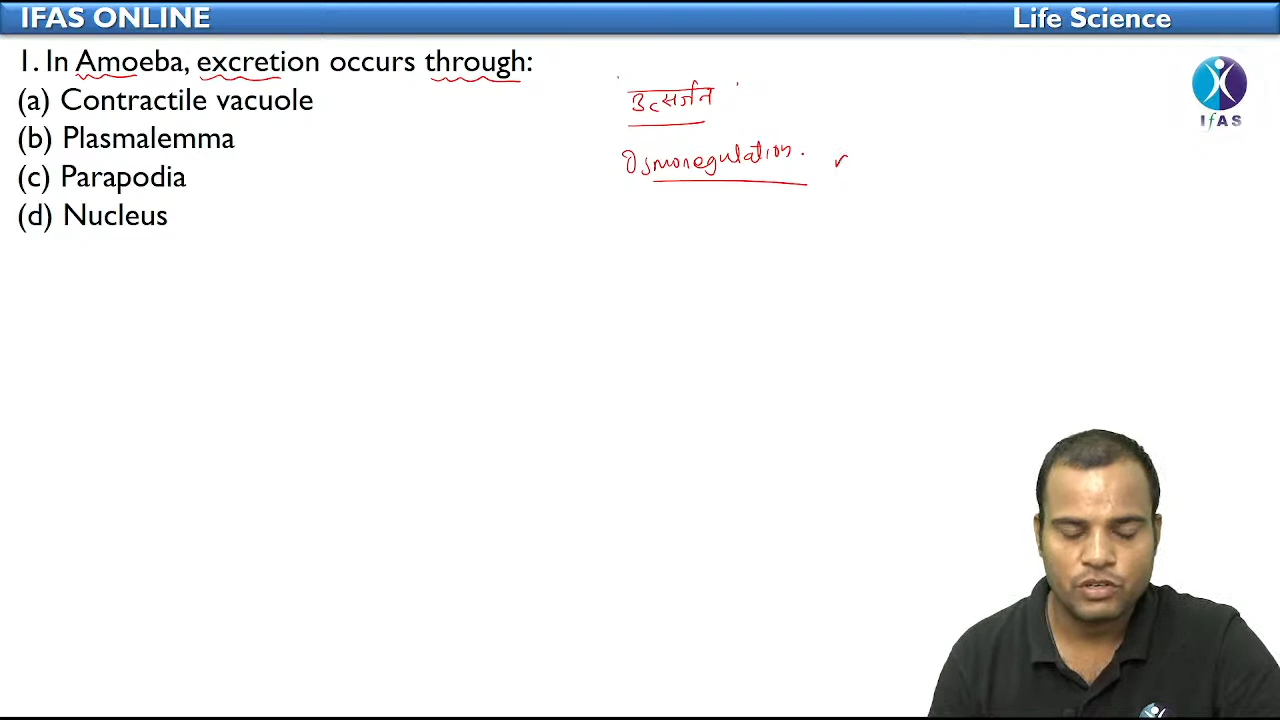 IFAS ONLINE
Life Science
1. In Amoeba, excretion occurs through:
(a) Contractile vacuole
(b) Plasmalemma
(c) Parapodia
(d) Nucleus
उत्सर्जन
Osmoregulation.
IfAS